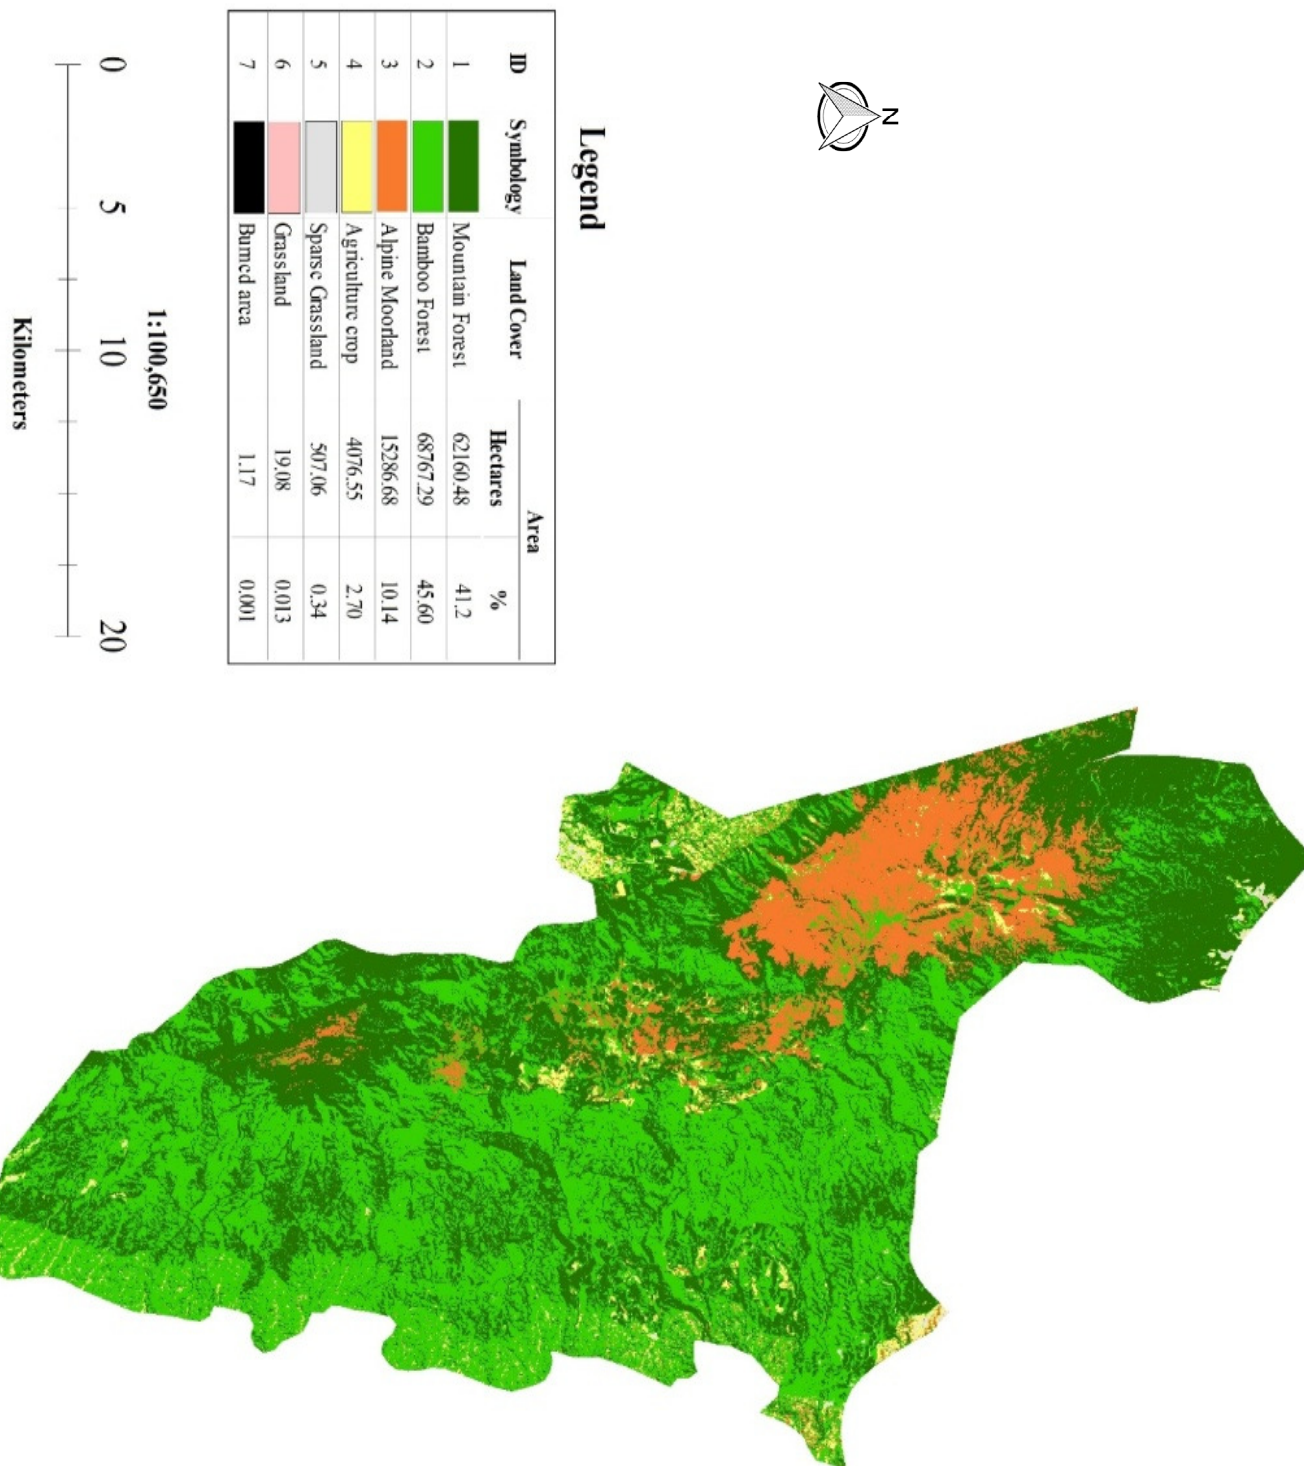 N
Legend
Area
ID Symbology Land Cover Hectares %
1 Mountain Forest 62160.48 41.2
2 Bamboo Forest 68767.29 45.60
3 Alpine Moorland 15286.68 10.14
4 Agriculture crop 4076.55 2.70
5 Sparse Grassland 507.06 0.34
6 Grassland 19.08 0.013
7 Burned area 1.17 0.001
1:100,650
0 5 10 20
Kilometers